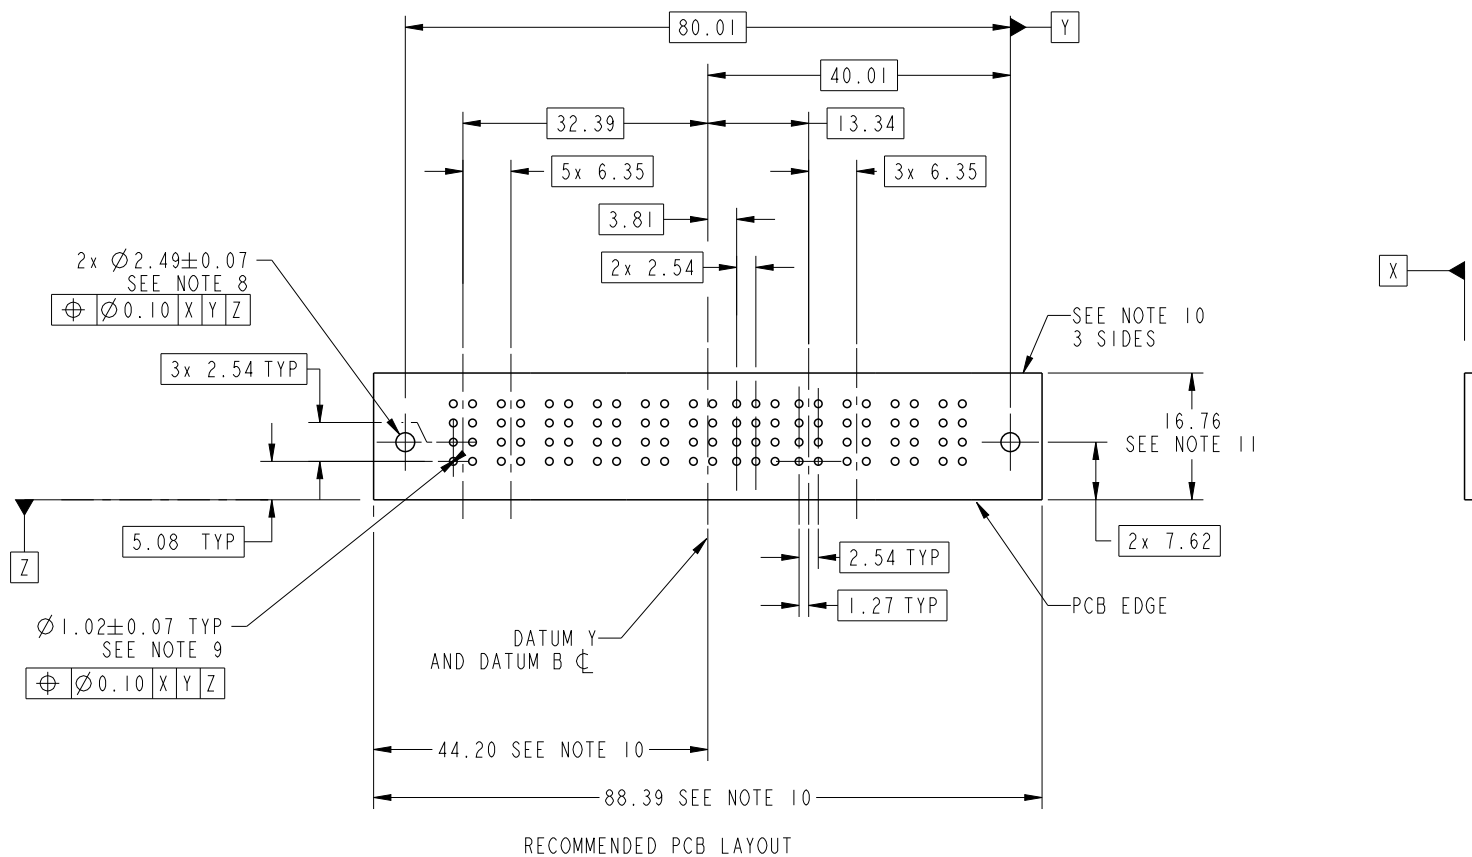 80.01
Y
40.01
32.39
13.34
5x 6.35
3x 6.35
3.81
2x 2.54
2x Ø2.49±0.07
SEE NOTE 8
⌖ Ø0.10 X Y Z
X
SEE NOTE 10
3 SIDES
3x 2.54 TYP
16.76
SEE NOTE 11
5.08 TYP
2x 7.62
Z
2.54 TYP
1.27 TYP
PCB EDGE
Ø1.02±0.07 TYP
SEE NOTE 9
⌖ Ø0.10 X Y Z
DATUM Y
AND DATUM B ℄
44.20 SEE NOTE 10
88.39 SEE NOTE 10
RECOMMENDED PCB LAYOUT